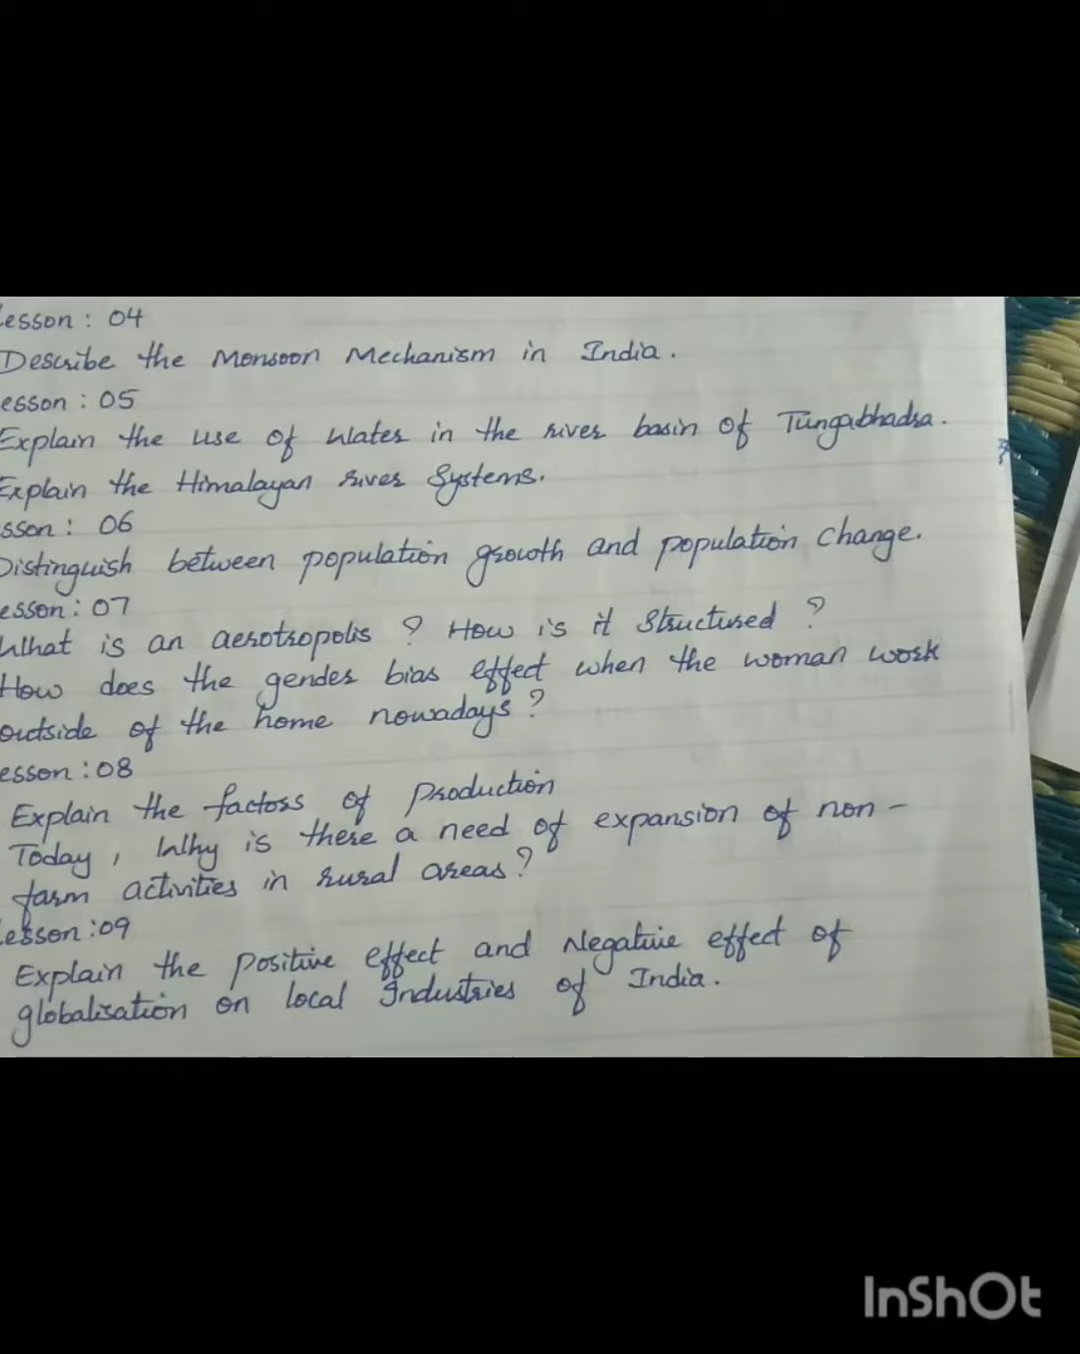 esson : 04
Describe the Monsoon Mechanism in India.
esson : 05
Explain the use of Water in the river basin of Tungabhadra.
Explain the Himalayan river Systems.
sson : 06
Distinguish between population growth and population change.
esson : 07
What is an aerotropolis ? How is it Structured ?
How does the gender bias effect when the woman work
outside of the home nowadays ?
esson : 08
Explain the factors of Production
Today, Why is there a need of expansion of non-
farm activities in rural areas ?
Lesson : 09
Explain the Positive effect and Negative effect of
globalisation on local Industries of India.
InShOt